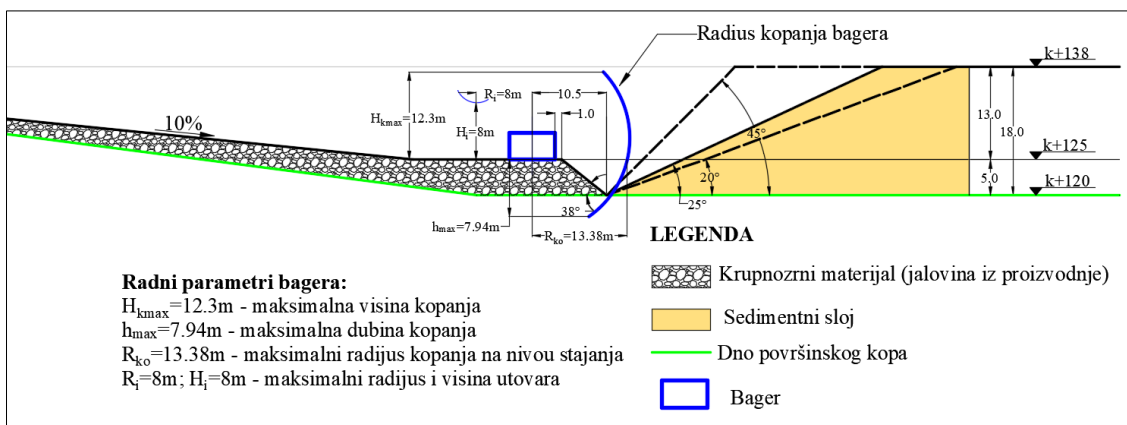 Radius kopanja bagera
k+138
10%
Hkmax=12.3m
Ri=8m
Hi=8m
10.5
1.0
45°
13.0
18.0
k+125
5.0
k+120
20°
25°
38°
hmax=7.94m
Rko=13.38m
LEGENDA
Krupnozrni materijal (jalovina iz proizvodnje)
Sedimentni sloj
Dno površinskog kopa
Bager
Radni parametri bagera:
Hkmax=12.3m - maksimalna visina kopanja
hmax=7.94m - maksimalna dubina kopanja
Rko=13.38m - maksimalni radijus kopanja na nivou stajanja
Ri=8m; Hi=8m - maksimalni radijus i visina utovara